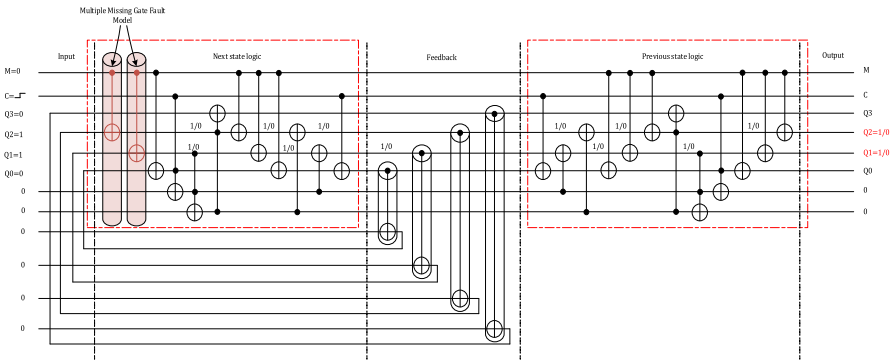 Multiple Missing Gate Fault
Model
Input
Next state logic
Feedback
Previous state logic
Output
M=0
M
C=
C
Q3=0
Q3
1/0 1/0 1/0 1/0 1/0 1/0
Q2=1
Q2=1/0
1/0 1/0 1/0 1/0 1/0
Q1=1
Q1=1/0
Q0=0
Q0
0
0
0
0
0
0
0
0